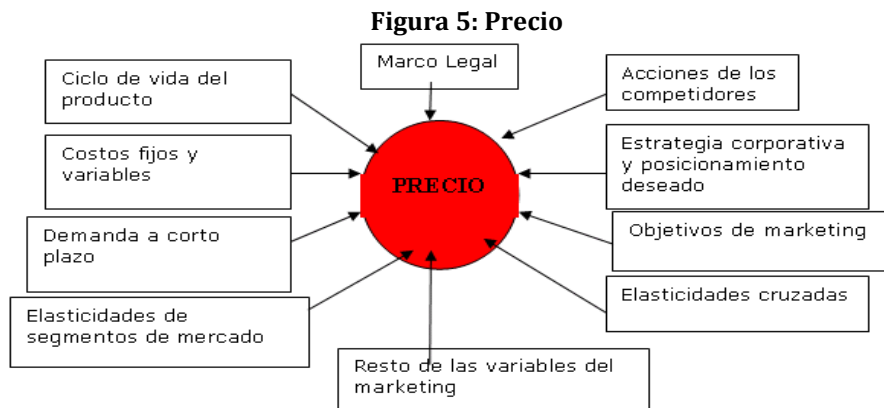 Figura 5: Precio
Marco Legal
Ciclo de vida del
producto
Acciones de los
competidores
Costos fijos y
variables
Estrategia corporativa
y posicionamiento
deseado
PRECIO
Demanda a corto
plazo
Objetivos de marketing
Elasticidades de
segmentos de mercado
Elasticidades cruzadas
Resto de las variables del
marketing